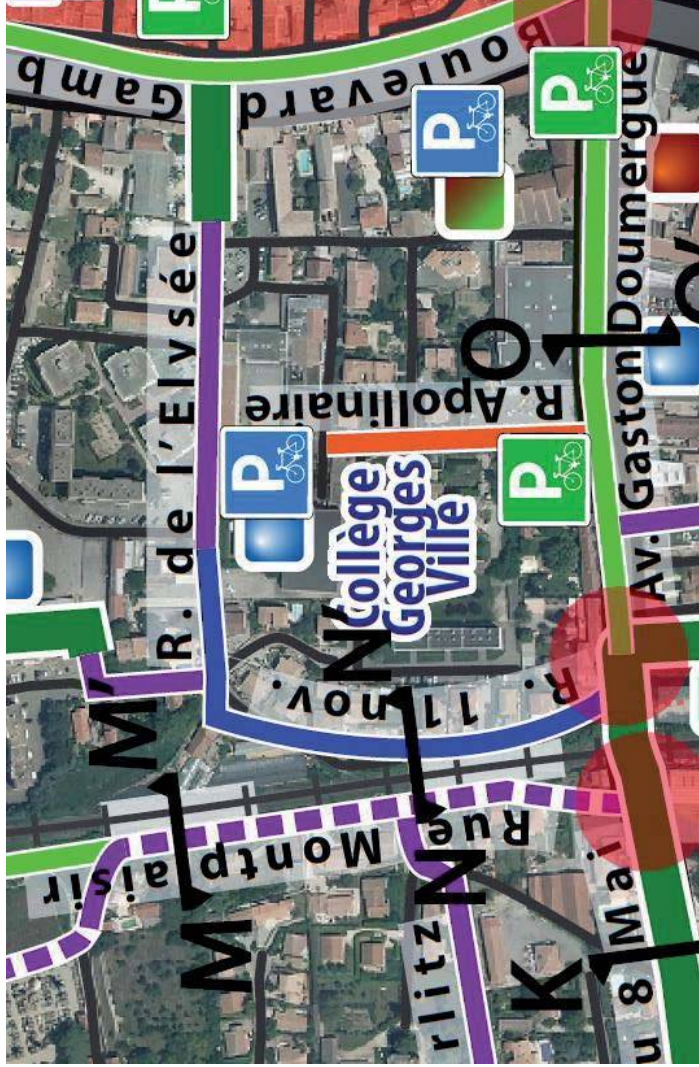 P
Boulevard Gamb
P
P
R. de l'Elysée
R. Apollinaire
O
Av. Gaston Doumergue
P
P
Collège
Georges
Ville
R. 11 nov.
M'
N'
Rue Montplaisir
M
N
K
rlitz
u 8 Mai